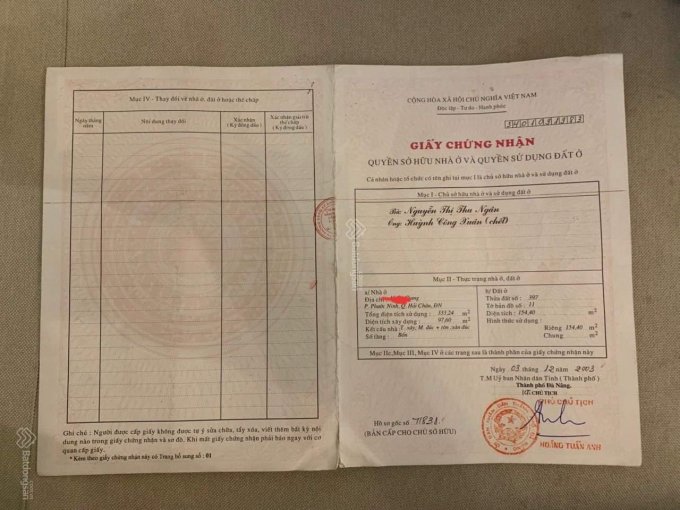 Mục IV - Thay đổi về nhà ở, đất ở hoặc thế chấp
Ngày tháng năm
Nội dung thay đổi
Xác nhận (Ký đóng dấu)
Xác nhận giải trừ thế chấp (Ký đóng dấu)
Ghi chú : Người được cấp giấy không được tự ý sửa chữa, tẩy xóa, viết thêm bất kỳ nội
dung nào trong giấy chứng nhận và sơ đồ. Khi mất giấy chứng nhận phải báo ngay với cơ
quan cấp giấy.
* Kèm theo giấy chứng nhận này có Trang bổ sung số : 01
CỘNG HÒA XÃ HỘI CHỦ NGHĨA VIỆT NAM
Độc lập - Tự do - Hạnh phúc
GIẤY CHỨNG NHẬN
QUYỀN SỞ HỮU NHÀ Ở VÀ QUYỀN SỬ DỤNG ĐẤT Ở
Cá nhân hoặc tổ chức có tên ghi tại mục I là chủ sở hữu nhà ở và sử dụng đất ở
Mục I - Chủ sở hữu nhà ở và sử dụng đất ở
Bà: Nguyễn Thị Thu Ngân
Ông: Huỳnh Công Xuân (chết)
Mục II - Thực trạng nhà ở, đất ở
a/ Nhà ở
Địa chỉ
P. Phước Ninh, Q. Hải Châu, ĐN
Tổng diện tích sử dụng : 333,24 m2
Diện tích xây dựng : 97,60 m2
Kết cấu nhà : T. xây, M. đúc + tôn ,sàn đúc
Số tầng : Bốn
b/ Đất ở
Thửa đất số : 397
Tờ bản đồ số : 11
Diện tích : 154,40 m2
Hình thức sử dụng :
Riêng 154,40 m2
Chung m2
Mục IIc, Mục III, Mục IV ở các trang sau là thành phần của giấy chứng nhận này
Ngày 03 tháng 12 2003
T.M Uỷ ban Nhân dân Tỉnh ( Thành phố )
Thành phố Đà Nẵng.
CHỦ TỊCH
PHÓ CHỦ TỊCH
Hồ sơ gốc số
(BẢN CẤP CHO CHỦ SỞ HỮU)
HOÀNG TUẤN ANH
Batdongsan
Batdongsan